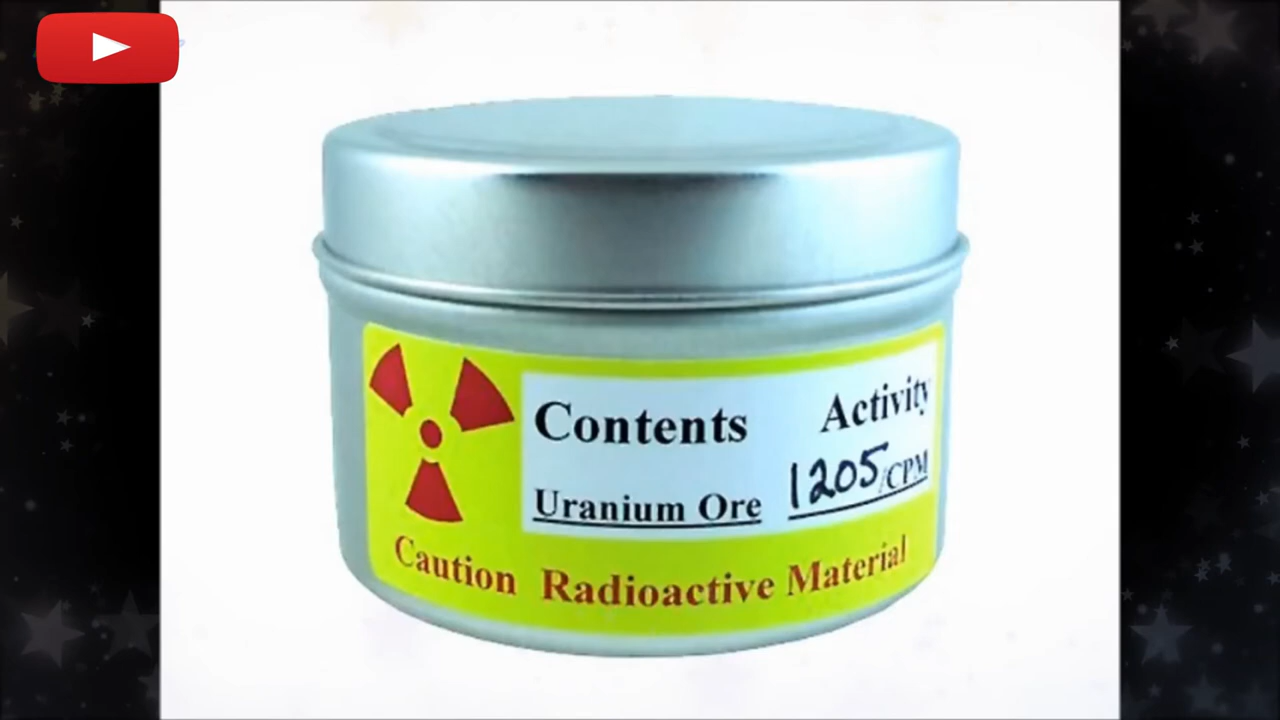 Contents Activity
Uranium Ore 1205/CPM
Caution Radioactive Material